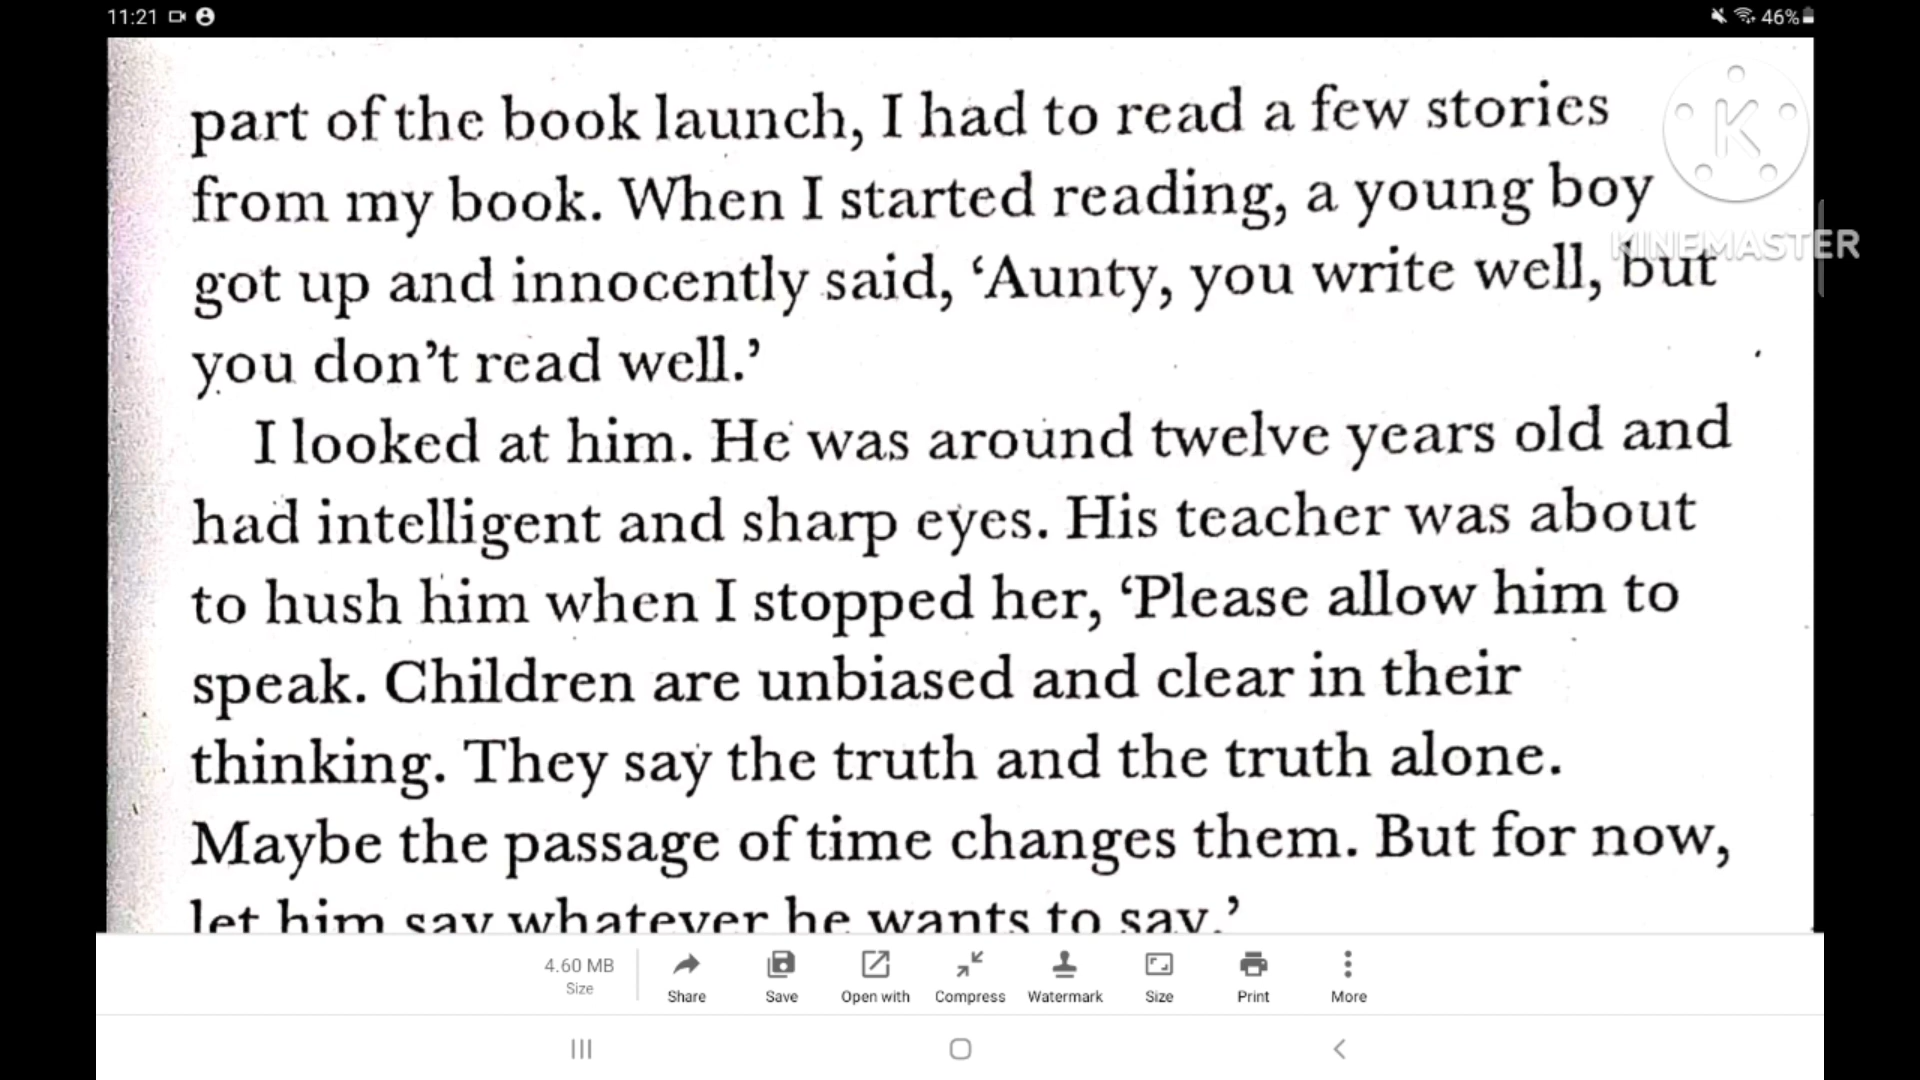 11:21
46%
part of the book launch, I had to read a few stories
from my book. When I started reading, a young boy
got up and innocently said, ‘Aunty, you write well, but
you don’t read well.’
I looked at him. He was around twelve years old and
had intelligent and sharp eyes. His teacher was about
to hush him when I stopped her, ‘Please allow him to
speak. Children are unbiased and clear in their
thinking. They say the truth and the truth alone.
Maybe the passage of time changes them. But for now,
let him say whatever he wants to say.’
K
KINEMASTER
4.60 MB
Size
Share
Save
Open with
Compress
Watermark
Size
Print
More